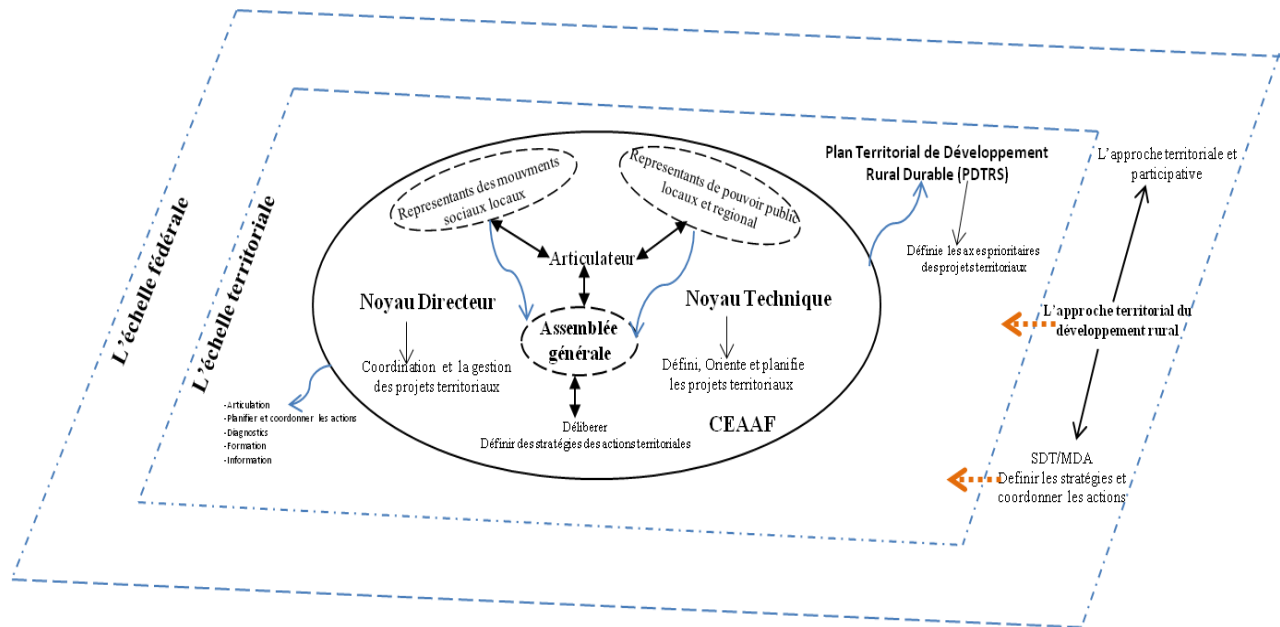 L'échelle fédérale
L'échelle territoriale
Representants des mouvments
sociaux locaux
Representants de pouvoir public
locaux et regional
Articulateur
Noyau Directeur
Coordination et la gestion
des projets territoriaux
Assemblée
générale
Noyau Technique
Défini, Oriente et planifie
les projets territoriaux
Déliberer
Définir des stratégies des actions territoriales
CEAAF
-Articulation
-Planifier et coordonner les actions
-Diagnostics
-Formation
-Information
Plan Territorial de Développement
Rural Durable (PDTRS)
Définie les axes prioritaires
des projets territoriaux
L'approche territoriale et
participative
L'approche territorial du
développement rural
SDT/MDA
Definir les stratégies et
coordonner les actions